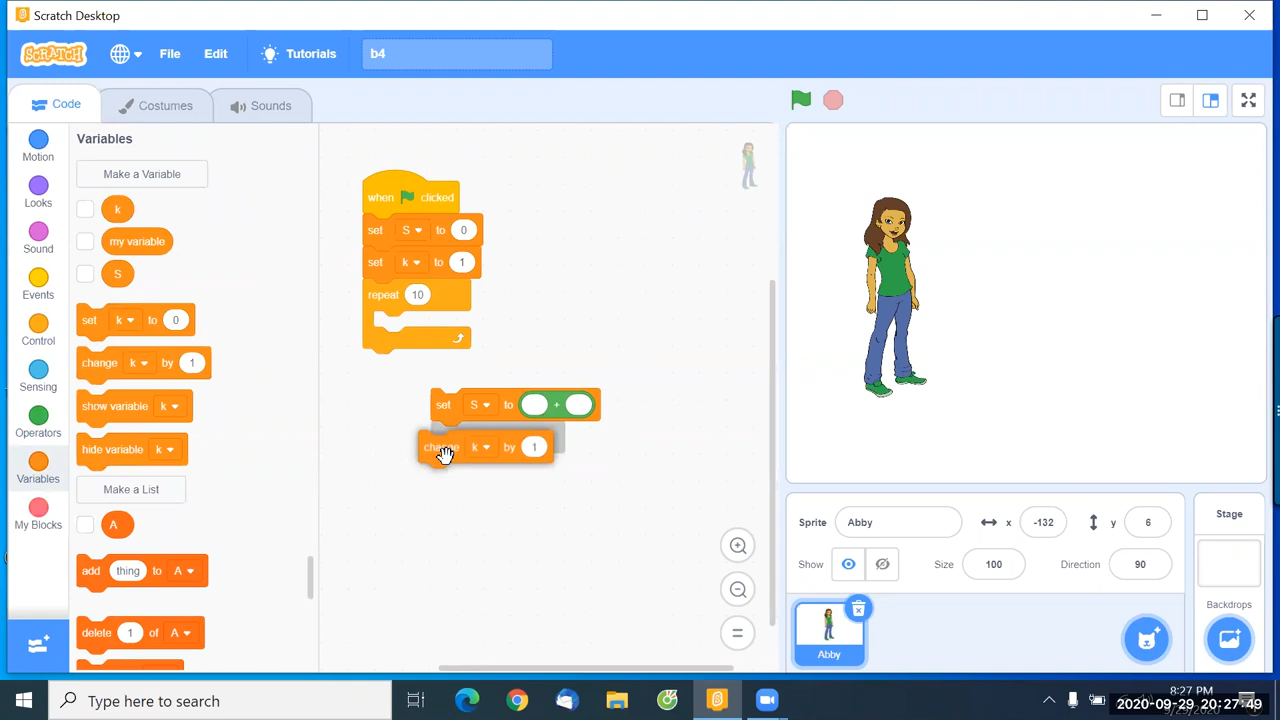 Scratch Desktop
SCRATCH
File
Edit
Tutorials
b4
Code
Costumes
Sounds
Motion
Looks
Sound
Events
Control
Sensing
Operators
Variables
My Blocks
Variables
Make a Variable
k
my variable
S
set k to 0
change k by 1
show variable k
hide variable k
Make a List
A
add thing to A
delete 1 of A
when clicked
set S to 0
set k to 1
repeat 10
set S to +
change k by 1
Sprite Abby
x -132
y 6
Show
Size 100
Direction 90
Abby
Stage
Backdrops
Type here to search
8:27 PM
2020-09-29 20:27:49